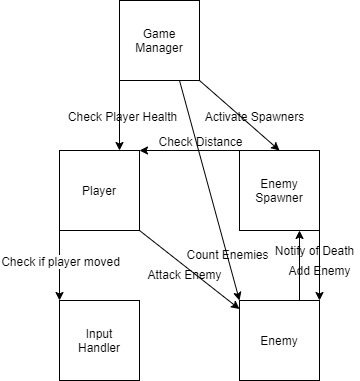 Game
Manager
Check Player Health
Activate Spawners
Check Distance
Player
Enemy
Spawner
Count Enemies
Notify of Death
Check if player moved
Attack Enemy
Add Enemy
Input
Handler
Enemy